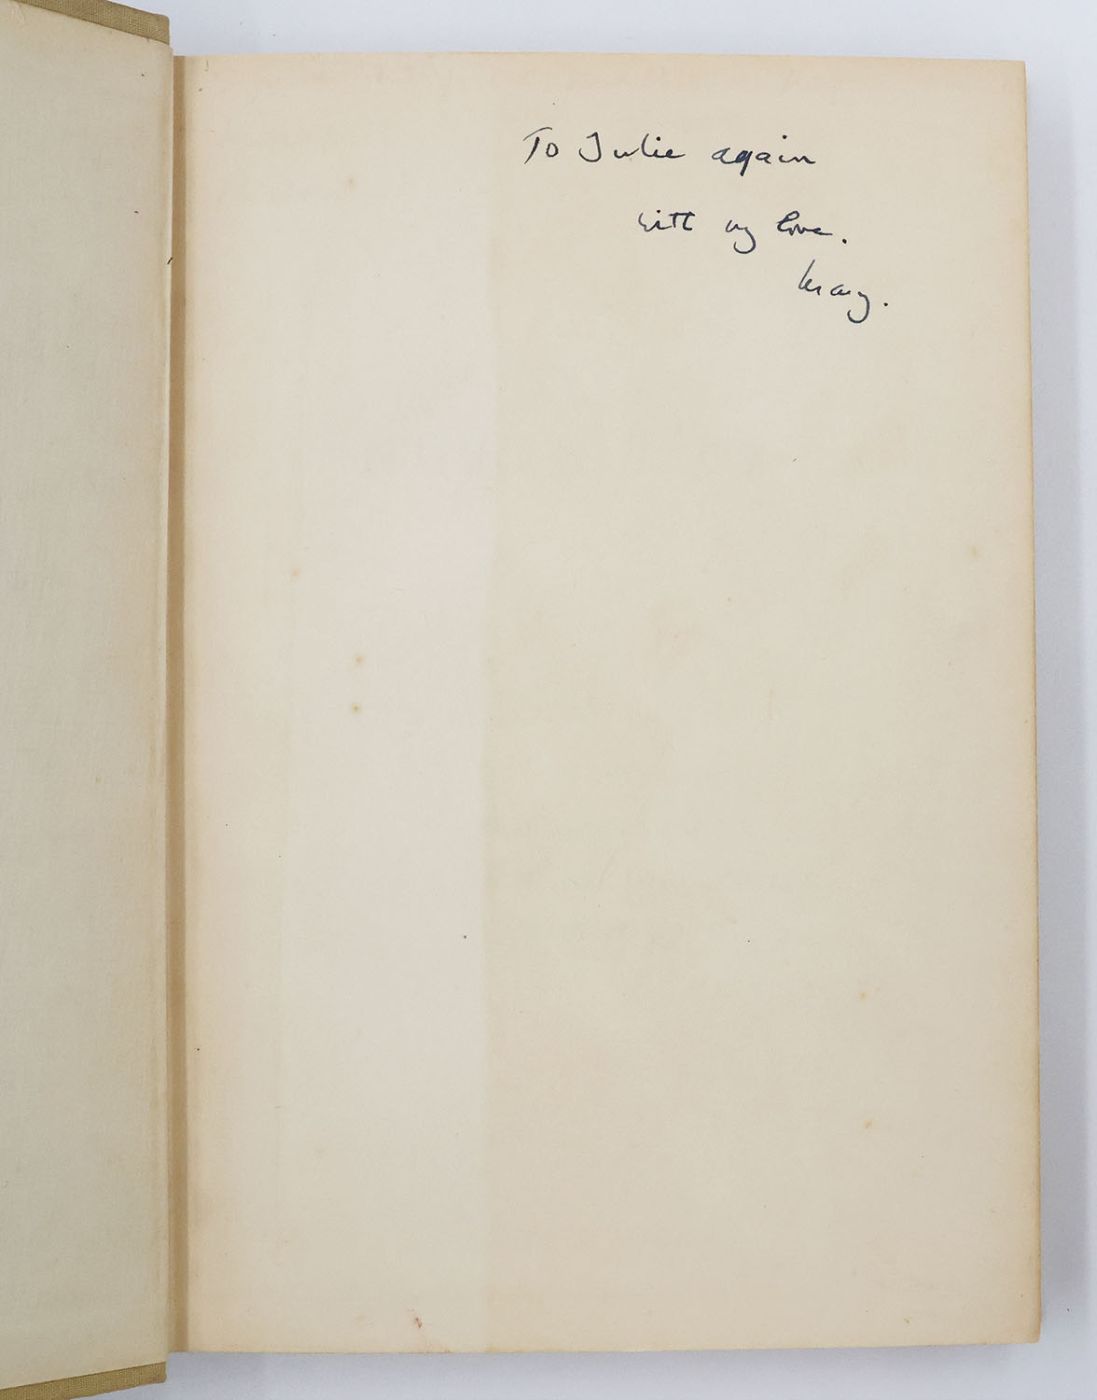 To Julie again
with my love.
Mary.